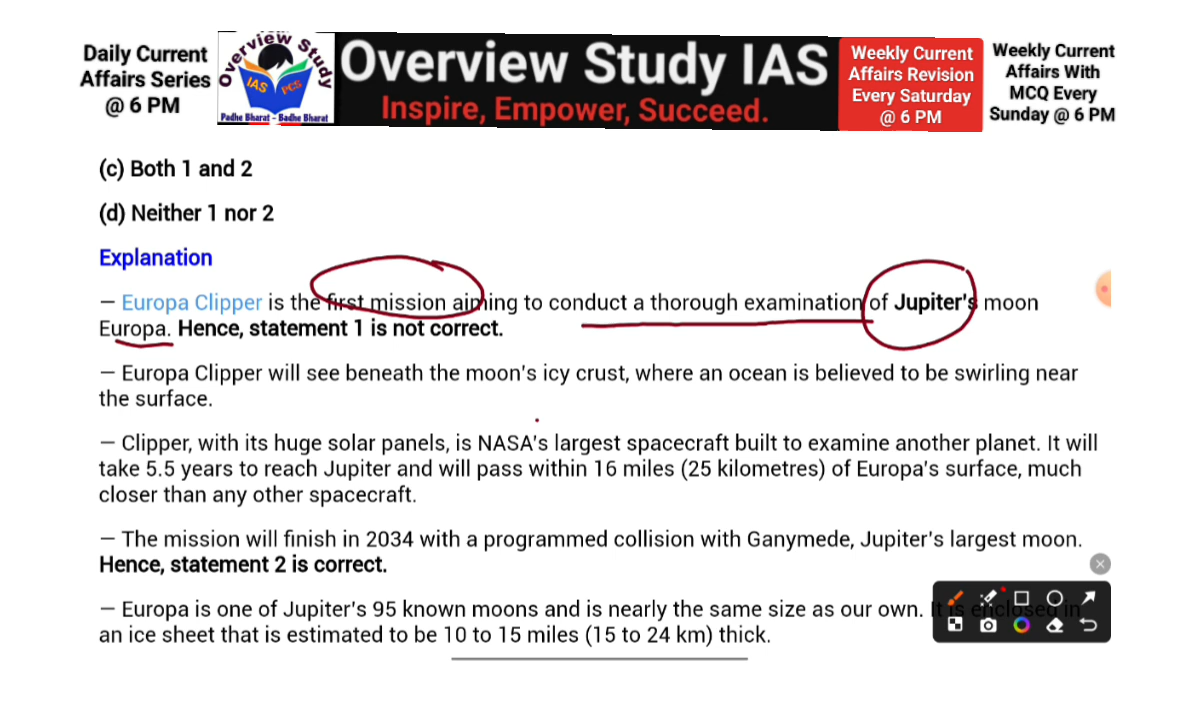 Daily Current
Affairs Series
@ 6 PM
Overview Study
IAS PCS
Padhe Bharat - Badhe Bharat
Overview Study IAS
Inspire, Empower, Succeed.
Weekly Current
Affairs Revision
Every Saturday
@ 6 PM
Weekly Current
Affairs With
MCQ Every
Sunday @ 6 PM
(c) Both 1 and 2
(d) Neither 1 nor 2
Explanation
– Europa Clipper is the first mission aiming to conduct a thorough examination of Jupiter's moon
Europa. Hence, statement 1 is not correct.
– Europa Clipper will see beneath the moon's icy crust, where an ocean is believed to be swirling near
the surface.
– Clipper, with its huge solar panels, is NASA's largest spacecraft built to examine another planet. It will
take 5.5 years to reach Jupiter and will pass within 16 miles (25 kilometres) of Europa's surface, much
closer than any other spacecraft.
– The mission will finish in 2034 with a programmed collision with Ganymede, Jupiter's largest moon.
Hence, statement 2 is correct.
– Europa is one of Jupiter's 95 known moons and is nearly the same size as our own. It is enclosed in
an ice sheet that is estimated to be 10 to 15 miles (15 to 24 km) thick.